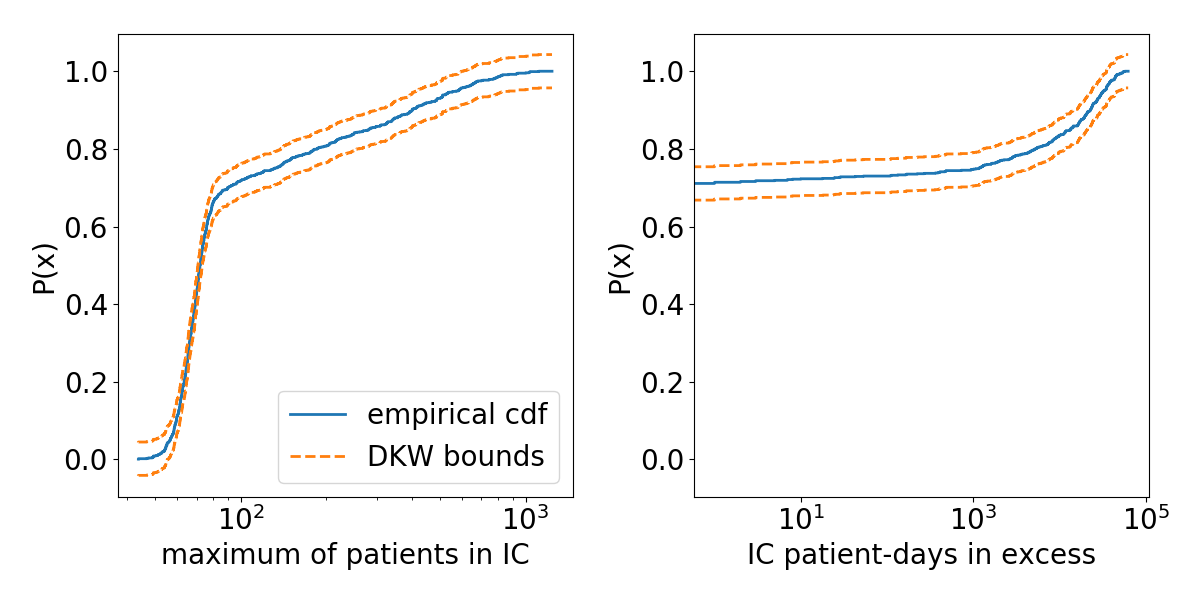 1.0
0.8
0.6
0.4
0.2
0.0
P(x)
10²
10³
maximum of patients in IC
empirical cdf
DKW bounds
1.0
0.8
0.6
0.4
0.2
0.0
P(x)
10¹
10³
10⁵
IC patient-days in excess